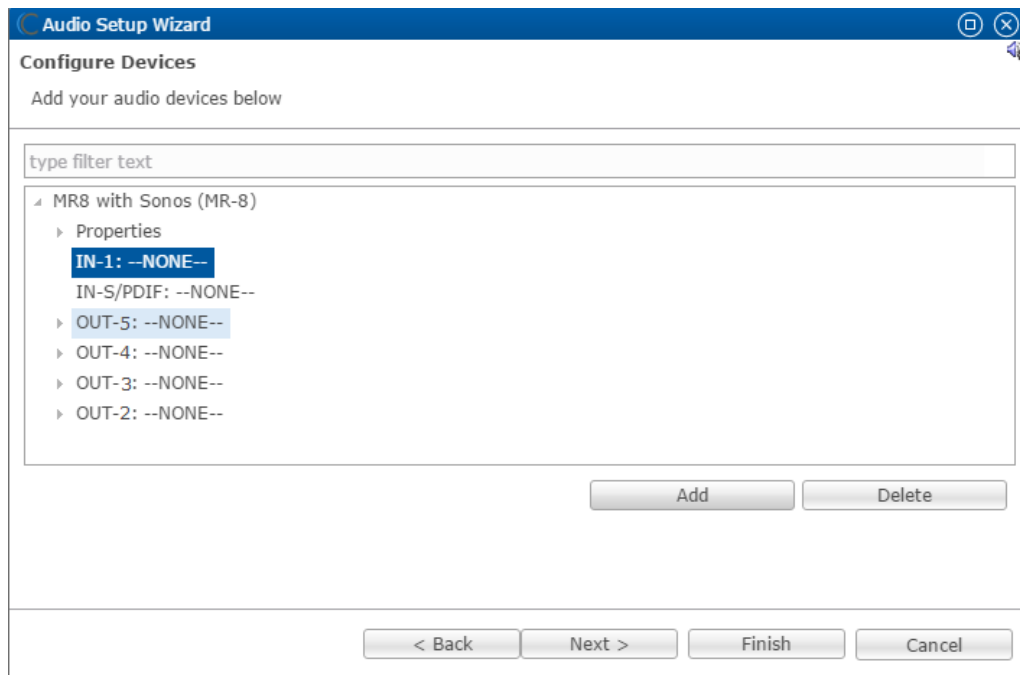 Audio Setup Wizard
Configure Devices
Add your audio devices below
type filter text
MR8 with Sonos (MR-8)
Properties
IN-1: --NONE--
IN-S/PDIF: --NONE--
OUT-5: --NONE--
OUT-4: --NONE--
OUT-3: --NONE--
OUT-2: --NONE--
Add Delete
< Back Next > Finish Cancel